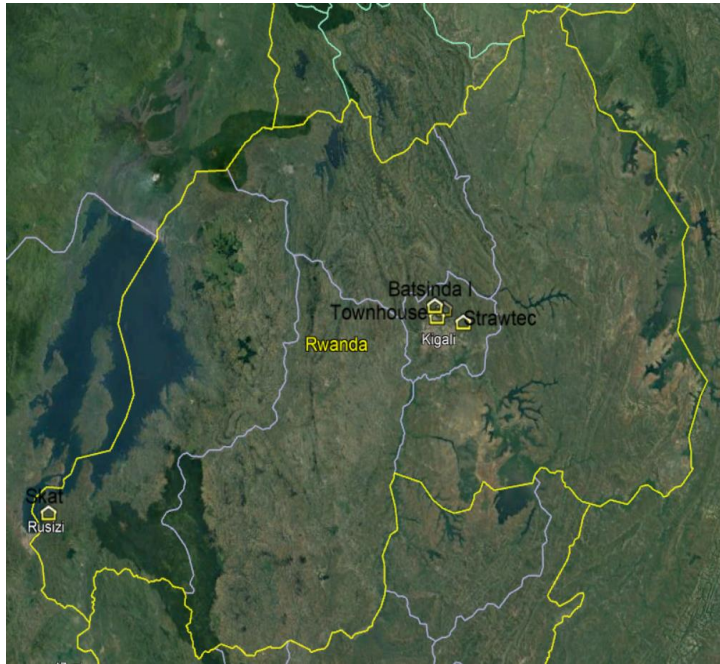 Batsinda I
Townhouse
Strawtec
Kigali
Rwanda
Skat
Rusizi